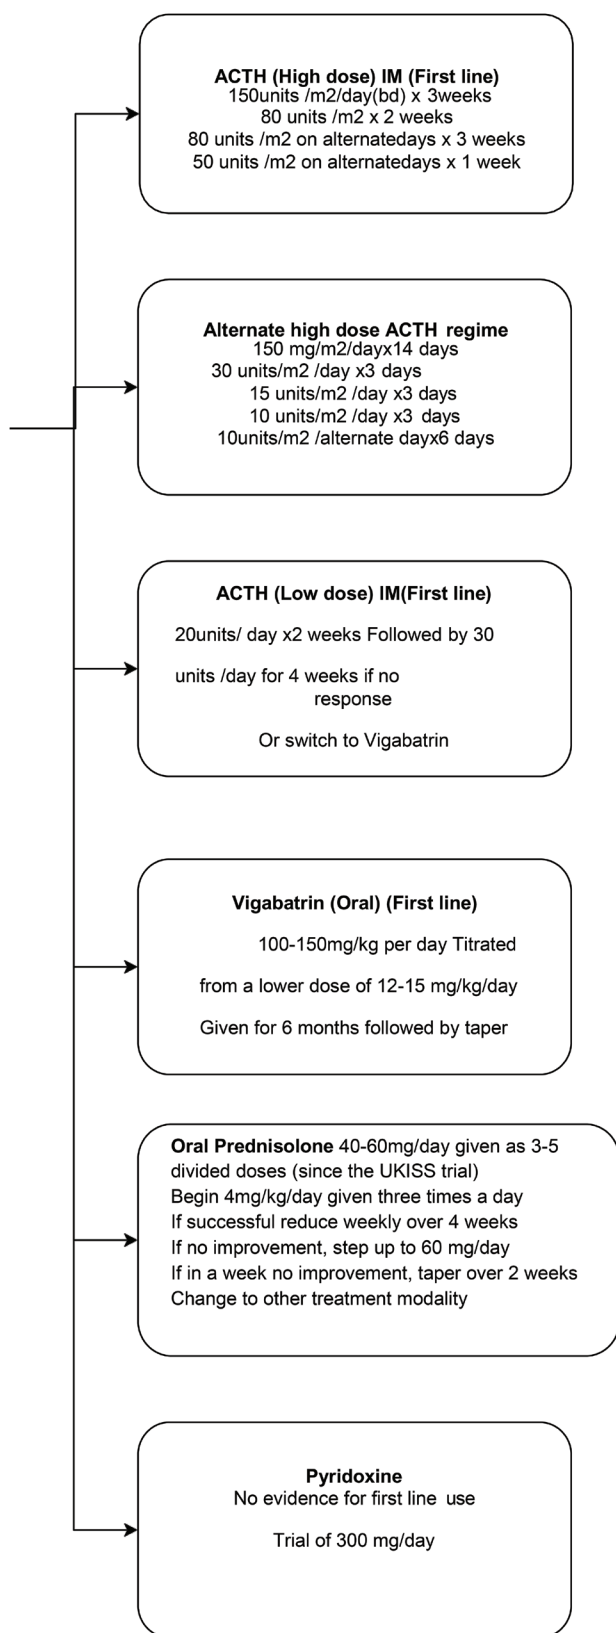 ACTH (High dose) IM (First line)
150units /m2/day(bd) x 3weeks
80 units /m2 x 2 weeks
80 units /m2 on alternatedays x 3 weeks
50 units /m2 on alternatedays x 1 week
Alternate high dose ACTH regime
150 mg/m2/dayx14 days
30 units/m2 /day x3 days
15 units/m2 /day x3 days
10 units/m2 /day x3 days
10units/m2 /alternate dayx6 days
ACTH (Low dose) IM(First line)
20units/ day x2 weeks Followed by 30
units /day for 4 weeks if no
response
Or switch to Vigabatrin
Vigabatrin (Oral) (First line)
100-150mg/kg per day Titrated
from a lower dose of 12-15 mg/kg/day
Given for 6 months followed by taper
Oral Prednisolone 40-60mg/day given as 3-5
divided doses (since the UKISS trial)
Begin 4mg/kg/day given three times a day
If successful reduce weekly over 4 weeks
If no improvement, step up to 60 mg/day
If in a week no improvement, taper over 2 weeks
Change to other treatment modality
Pyridoxine
No evidence for first line use
Trial of 300 mg/day